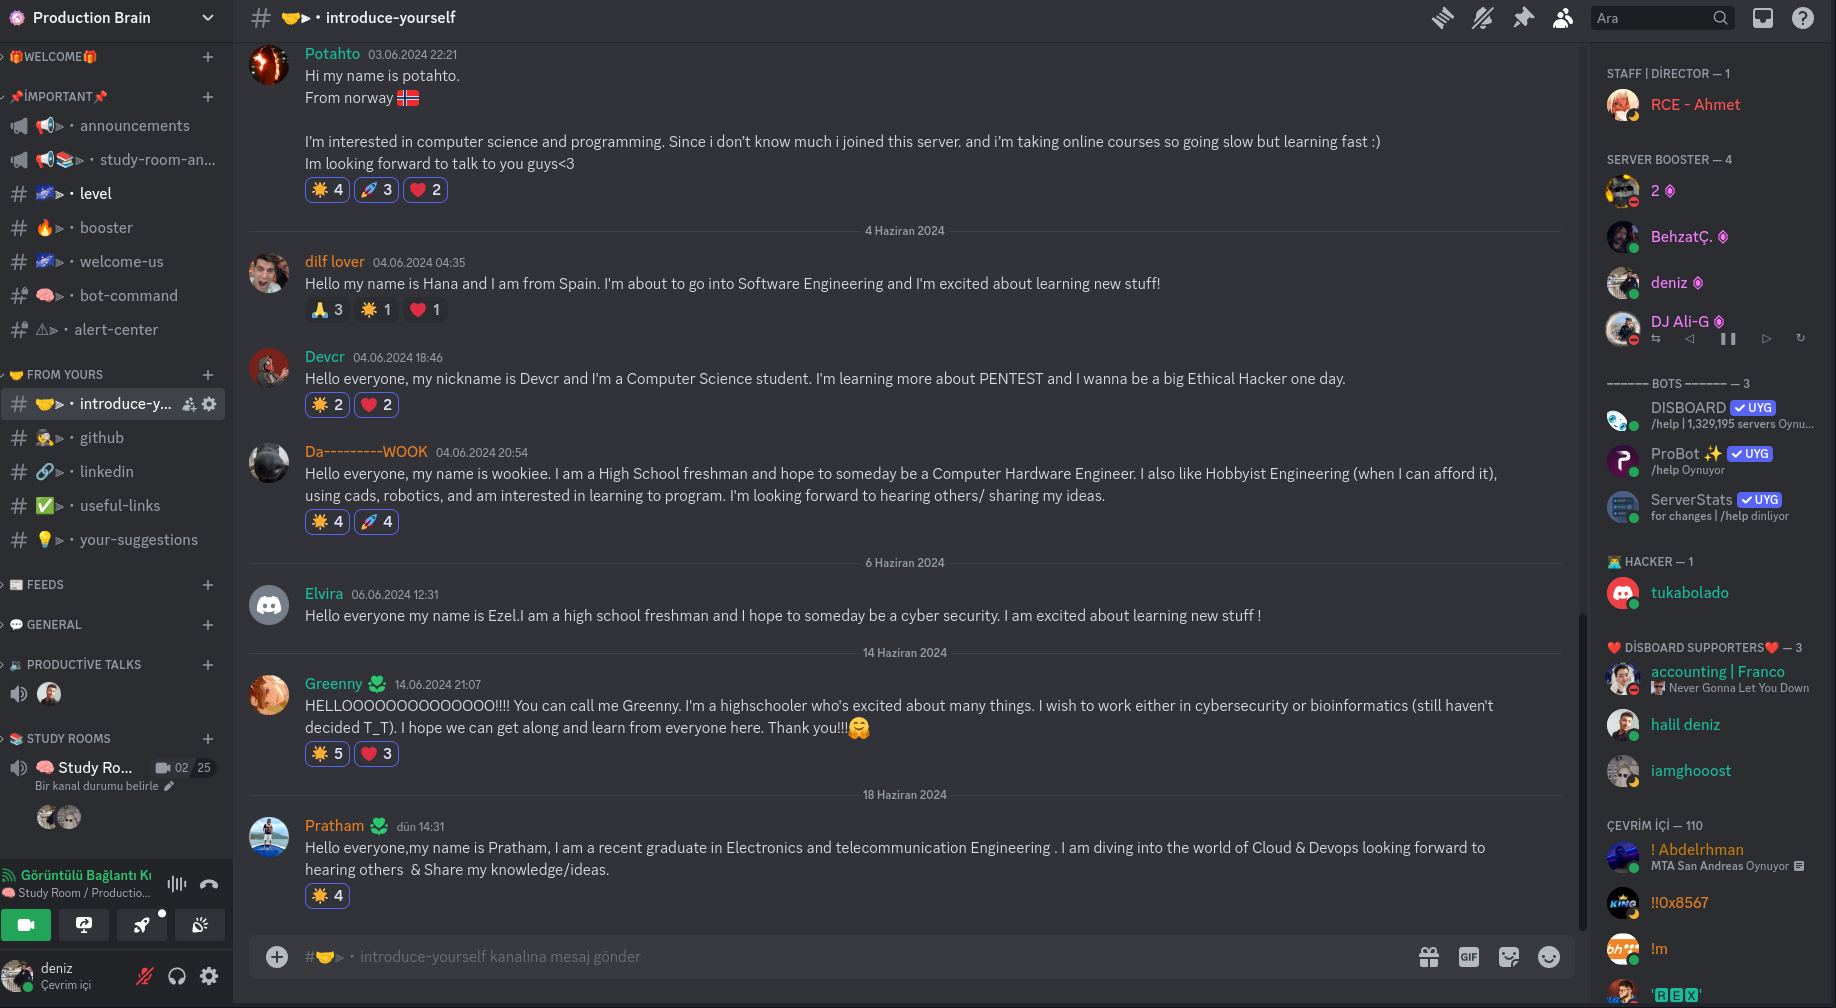 Production Brain
🎁WELCOME🎁
📌İMPORTANT📌
📢➤・announcements
📢📚➤・study-room-an...
🌌➤・level
🔥➤・booster
🌌➤・welcome-us
🧠➤・bot-command
⚠➤・alert-center
🤝 FROM YOURS
🤝➤・introduce-y...
🕵➤・github
🔗➤・linkedin
✅➤・useful-links
💡➤・your-suggestions
📰 FEEDS
💬 GENERAL
🔉 PRODUCTİVE TALKS
📚 STUDY ROOMS
🧠 Study Ro... 02 25
Bir kanal durumu belirle
Görüntülü Bağlantı Kı
🧠 Study Room / Productio...
deniz
Çevrim içi
# 🤝➤・introduce-yourself
Ara
Potahto 03.06.2024 22:21
Hi my name is potahto.
From norway 🇳🇴
I'm interested in computer science and programming. Since i don't know much i joined this server. and i'm taking online courses so going slow but learning fast :)
Im looking forward to talk to you guys<3
4 3 2
4 Haziran 2024
dilf lover 04.06.2024 04:35
Hello my name is Hana and I am from Spain. I'm about to go into Software Engineering and I'm excited about learning new stuff!
🙏 3 1 ❤️ 1
Devcr 04.06.2024 18:46
Hello everyone, my nickname is Devcr and I'm a Computer Science student. I'm learning more about PENTEST and I wanna be a big Ethical Hacker one day.
2 2
Da---------WOOK 04.06.2024 20:54
Hello everyone, my name is wookiee. I am a High School freshman and hope to someday be a Computer Hardware Engineer. I also like Hobbyist Engineering (when I can afford it),
using cads, robotics, and am interested in learning to program. I'm looking forward to hearing others/ sharing my ideas.
4 4
6 Haziran 2024
Elvira 06.06.2024 12:31
Hello everyone my name is Ezel.I am a high school freshman and I hope to someday be a cyber security. I am excited about learning new stuff !
14 Haziran 2024
Greenny 14.06.2024 21:07
HELLOOOOOOOOOOOOOOO!!!! You can call me Greenny. I'm a highschooler who's excited about many things. I wish to work either in cybersecurity or bioinformatics (still haven't
decided T_T). I hope we can get along and learn from everyone here. Thank you!!!🤗
5 3
18 Haziran 2024
Pratham dün 14:31
Hello everyone,my name is Pratham, I am a recent graduate in Electronics and telecommunication Engineering . I am diving into the world of Cloud & Devops looking forward to
hearing others & Share my knowledge/ideas.
4
#🤝➤・introduce-yourself kanalına mesaj gönder
GIF
STAFF | DİRECTOR — 1
RCE - Ahmet
SERVER BOOSTER — 4
2
BehzatÇ.
deniz
DJ Ali-G
⇆ ◁ ❚❚ ▷ ↻
------ BOTS ------ — 3
DISBOARD ✓ UYG
/help | 1,329,195 servers Oynu...
ProBot ✨ ✓ UYG
/help Oynuyor
ServerStats ✓ UYG
for changes | /help dinliyor
HACKER — 1
tukabolado
❤️ DİSBOARD SUPPORTERS❤️ — 3
accounting | Franco
Never Gonna Let You Down
halil deniz
iamghooost
ÇEVRİM İÇİ — 110
! Abdelrhman
MTA San Andreas Oynuyor
KING
!!0x8567
bh
!m
'🆁🅴🆇'